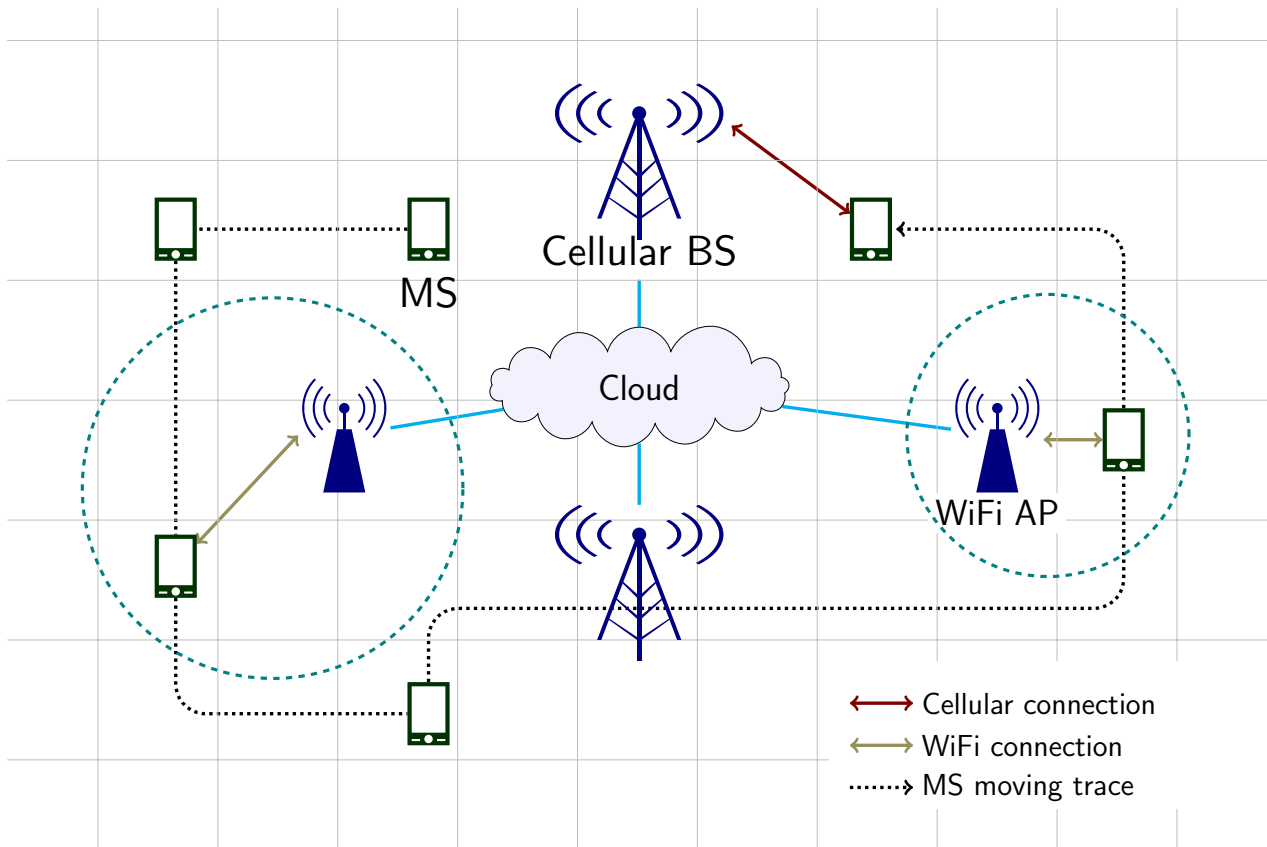 Cellular BS
MS
Cloud
WiFi AP
Cellular connection
WiFi connection
MS moving trace